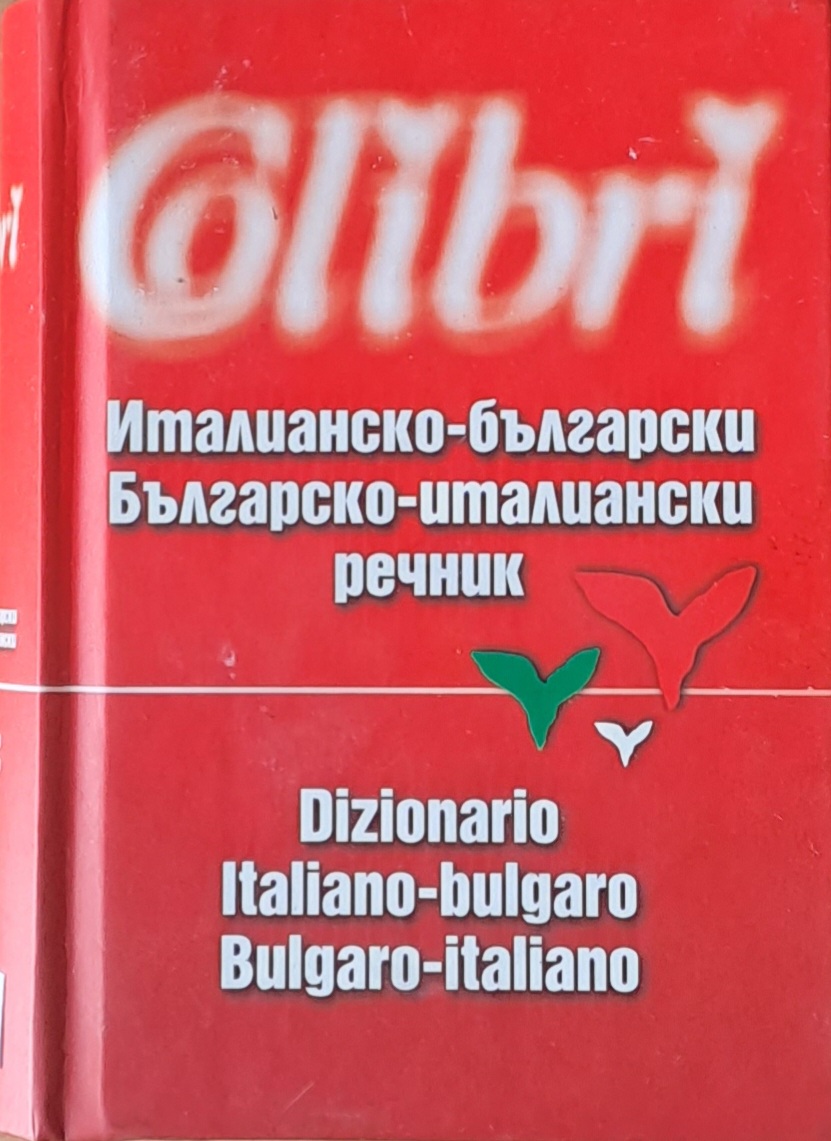 Colibri
Италианско-български
Българско-италиански
речник
Dizionario
Italiano-bulgaro
Bulgaro-italiano